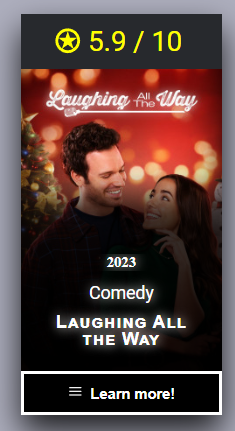 5.9 / 10
Laughing All The Way
2023
Comedy
Laughing All
the Way
Learn more!